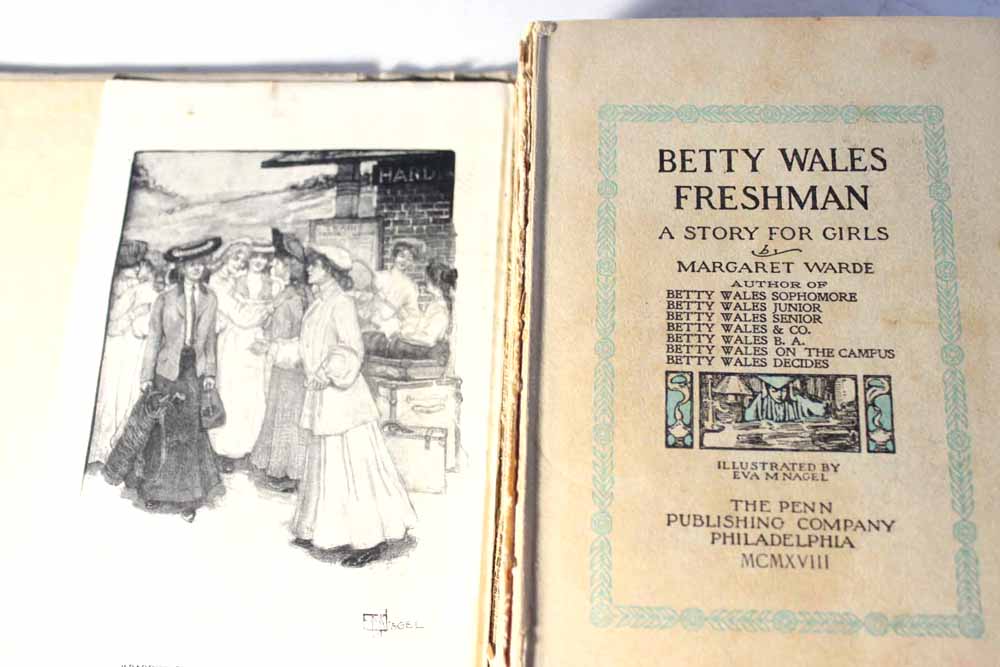 HARD
NAGEL
BETTY WALES
FRESHMAN
A STORY FOR GIRLS
by
MARGARET WARDE
AUTHOR OF
BETTY WALES SOPHOMORE
BETTY WALES JUNIOR
BETTY WALES SENIOR
BETTY WALES & CO.
BETTY WALES B. A.
BETTY WALES ON THE CAMPUS
BETTY WALES DECIDES
ILLUSTRATED BY
EVA M NAGEL
THE PENN
PUBLISHING COMPANY
PHILADELPHIA
MCMXVIII